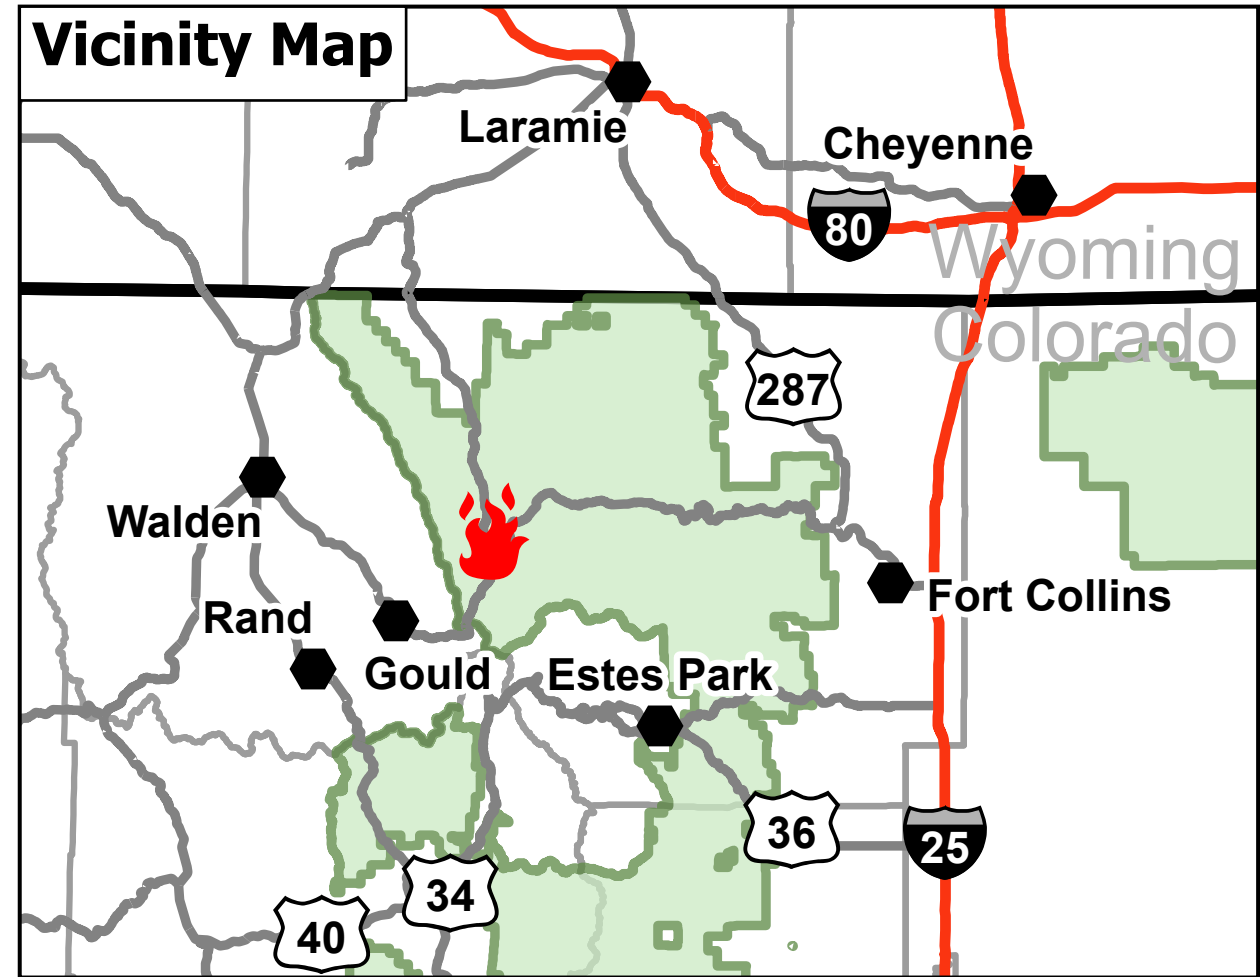 Vicinity Map
Laramie
Cheyenne
80
Wyoming
Colorado
287
Walden
Fort Collins
Rand
Gould
Estes Park
36
25
34
40